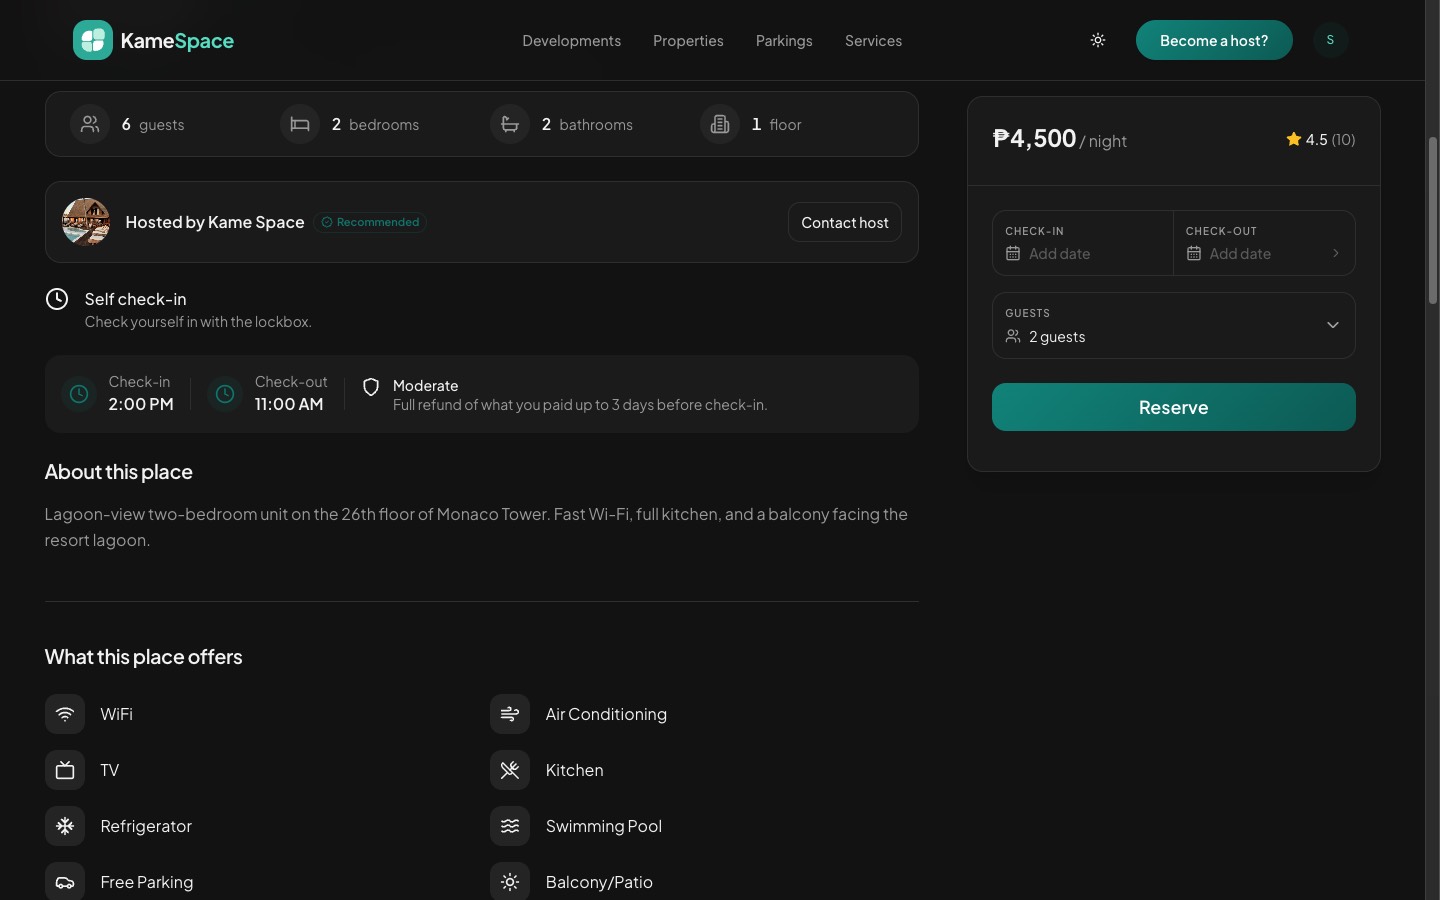 KameSpace
Developments Properties Parkings Services
Become a host?
S
6 guests
2 bedrooms
2 bathrooms
1 floor
₱4,500 / night
4.5 (10)
Hosted by Kame Space Recommended
Contact host
CHECK-IN
Add date
CHECK-OUT
Add date
GUESTS
2 guests
Reserve
Self check-in
Check yourself in with the lockbox.
Check-in
2:00 PM
Check-out
11:00 AM
Moderate
Full refund of what you paid up to 3 days before check-in.
About this place
Lagoon-view two-bedroom unit on the 26th floor of Monaco Tower. Fast Wi-Fi, full kitchen, and a balcony facing the
resort lagoon.
What this place offers
WiFi
Air Conditioning
TV
Kitchen
Refrigerator
Swimming Pool
Free Parking
Balcony/Patio